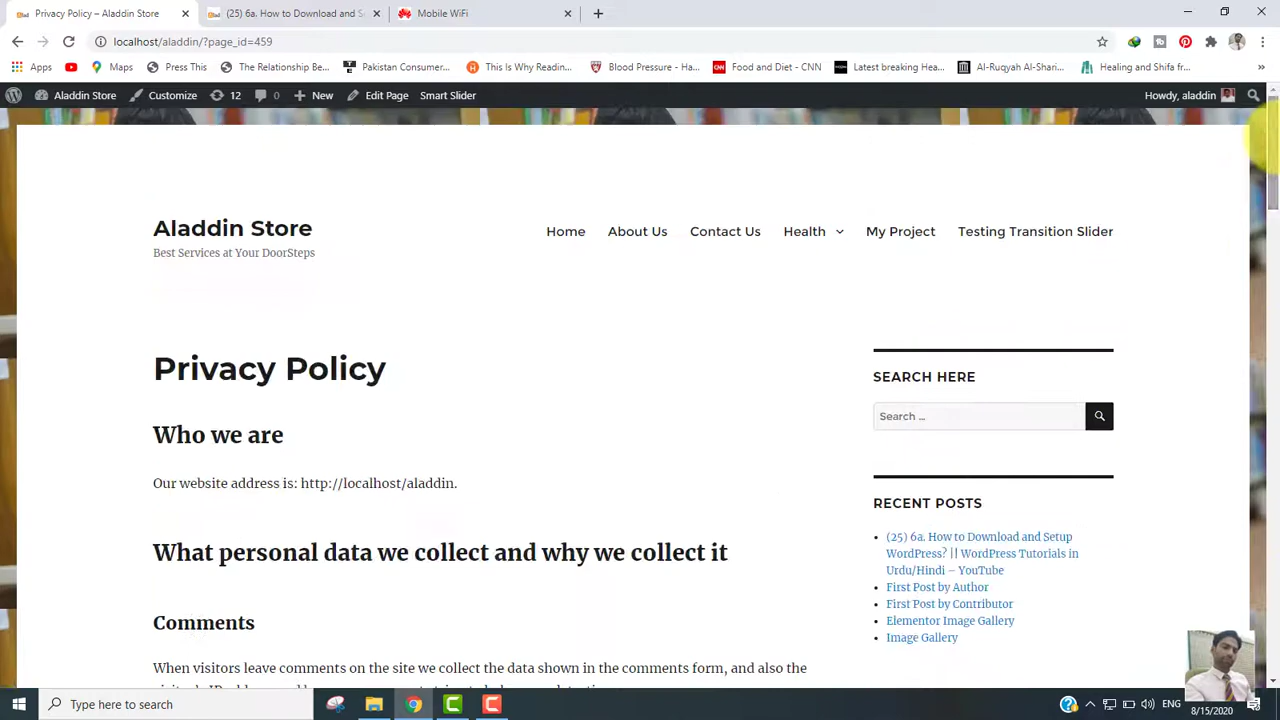 Privacy Policy – Aladdin Store
(25) 6a. How to Download and S
Mobile WiFi
localhost/aladdin/?page_id=459
Apps
Maps
Press This
The Relationship Be...
Pakistan Consumer...
This Is Why Readin...
Blood Pressure - Ha...
Food and Diet - CNN
Latest breaking Hea...
Al-Ruqyah Al-Shari...
Healing and Shifa fr...
Aladdin Store
Customize
12
0
New
Edit Page
Smart Slider
Howdy, aladdin
Aladdin Store
Best Services at Your DoorSteps
Home
About Us
Contact Us
Health
My Project
Testing Transition Slider
Privacy Policy
Who we are
Our website address is: http://localhost/aladdin.
What personal data we collect and why we collect it
Comments
When visitors leave comments on the site we collect the data shown in the comments form, and also the
SEARCH HERE
Search ...
RECENT POSTS
(25) 6a. How to Download and Setup
WordPress? || WordPress Tutorials in
Urdu/Hindi – YouTube
First Post by Author
First Post by Contributor
Elementor Image Gallery
Image Gallery
Type here to search
ENG
8/15/2020